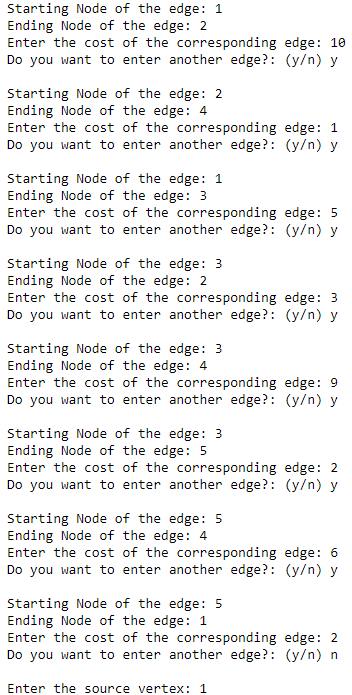 Starting Node of the edge: 1
Ending Node of the edge: 2
Enter the cost of the corresponding edge: 10
Do you want to enter another edge?: (y/n) y
Starting Node of the edge: 2
Ending Node of the edge: 4
Enter the cost of the corresponding edge: 1
Do you want to enter another edge?: (y/n) y
Starting Node of the edge: 1
Ending Node of the edge: 3
Enter the cost of the corresponding edge: 5
Do you want to enter another edge?: (y/n) y
Starting Node of the edge: 3
Ending Node of the edge: 2
Enter the cost of the corresponding edge: 3
Do you want to enter another edge?: (y/n) y
Starting Node of the edge: 3
Ending Node of the edge: 4
Enter the cost of the corresponding edge: 9
Do you want to enter another edge?: (y/n) y
Starting Node of the edge: 3
Ending Node of the edge: 5
Enter the cost of the corresponding edge: 2
Do you want to enter another edge?: (y/n) y
Starting Node of the edge: 5
Ending Node of the edge: 4
Enter the cost of the corresponding edge: 6
Do you want to enter another edge?: (y/n) y
Starting Node of the edge: 5
Ending Node of the edge: 1
Enter the cost of the corresponding edge: 2
Do you want to enter another edge?: (y/n) n
Enter the source vertex: 1